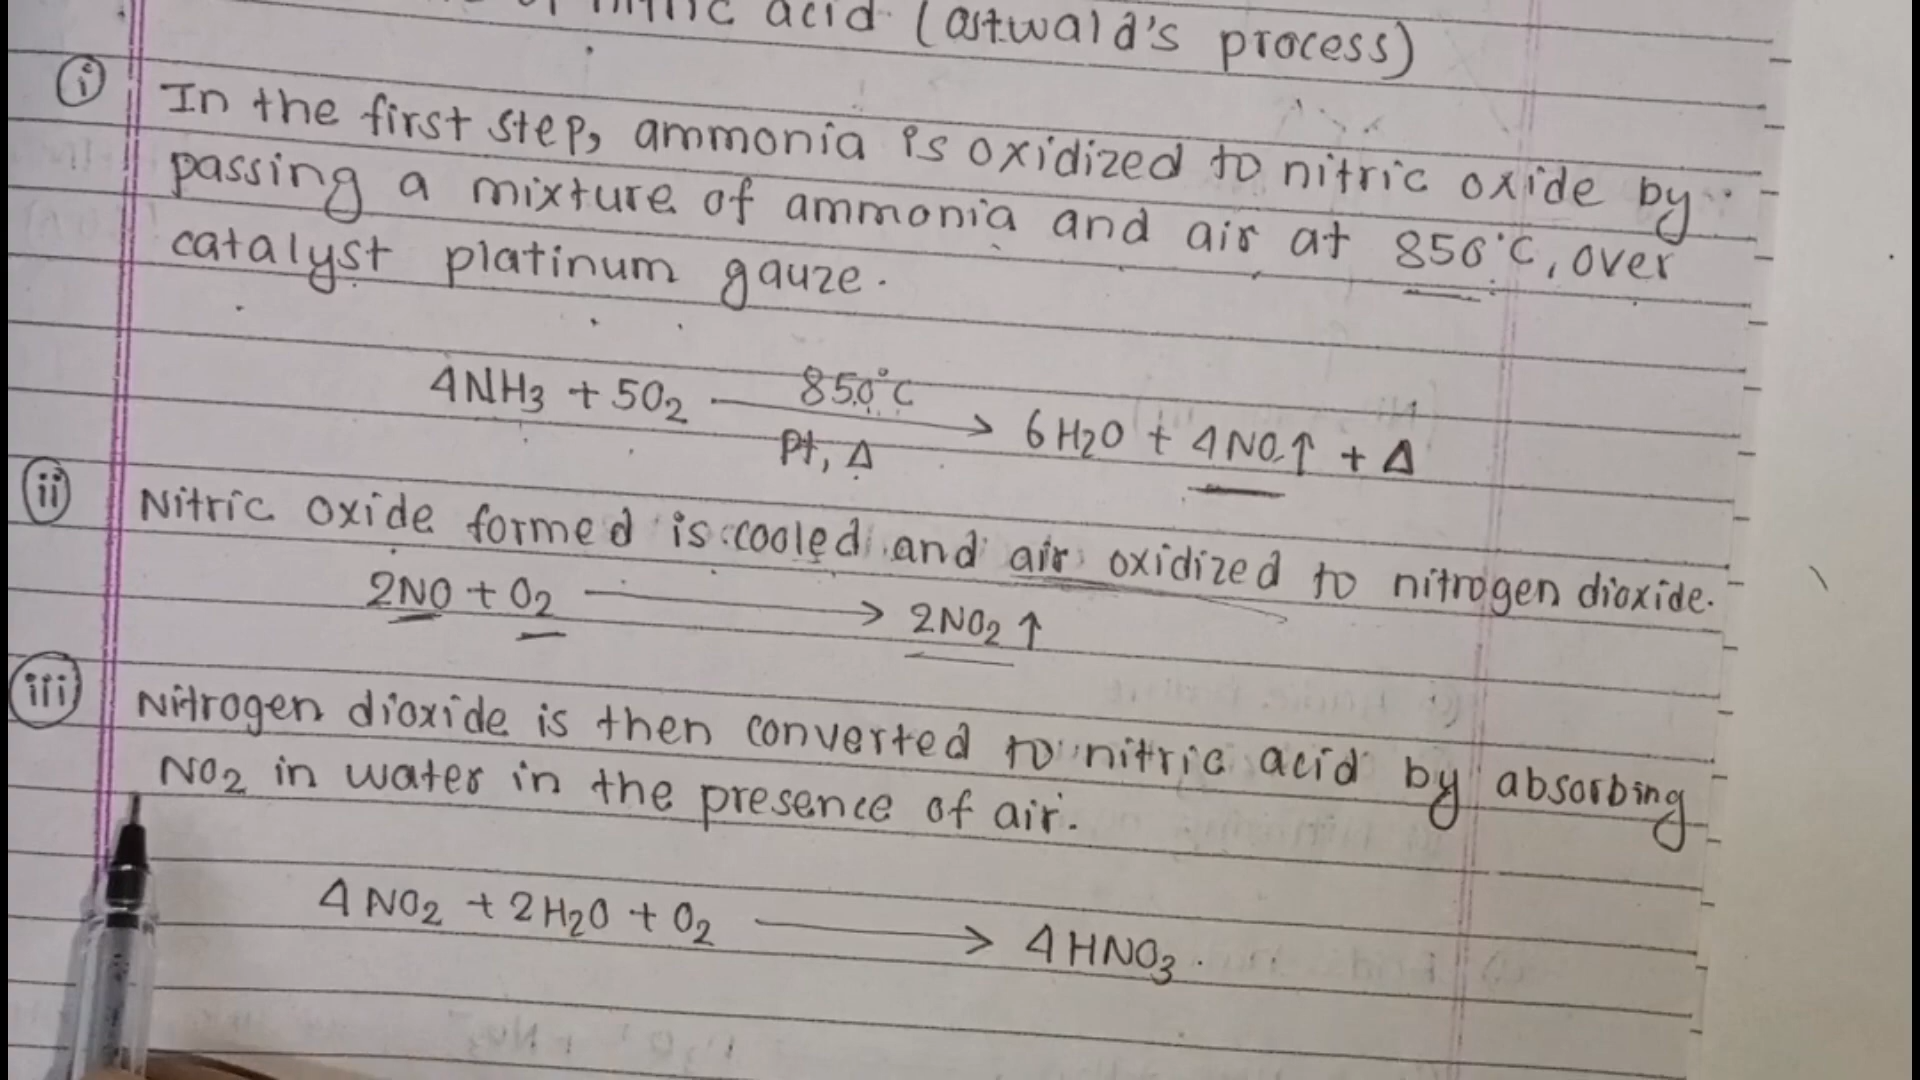 nitric acid (ostwald's process)
(i) In the first step, ammonia is oxidized to nitric oxide by
passing a mixture of ammonia and air at 850°C, over
catalyst platinum gauze.
4NH3 + 5O2 —850°C→ 6H2O + 4NO↑ + Δ
Pt, Δ
(ii) Nitric oxide formed is cooled and air oxidized to nitrogen dioxide.
2NO + O2 → 2NO2↑
(iii) Nitrogen dioxide is then converted to nitric acid by absorbing
NO2 in water in the presence of air.
4NO2 + 2H2O + O2 → 4HNO3.